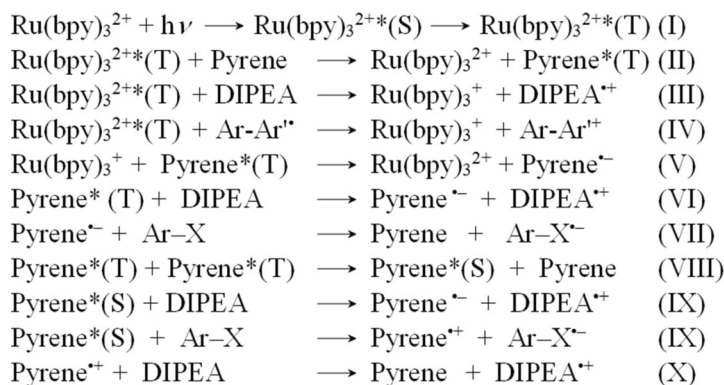 Ru(bpy)₃²⁺ + hν ⟶ Ru(bpy)₃²⁺*(S) ⟶ Ru(bpy)₃²⁺*(T) (I)
Ru(bpy)₃²⁺*(T) + Pyrene ⟶ Ru(bpy)₃²⁺ + Pyrene*(T) (II)
Ru(bpy)₃²⁺*(T) + DIPEA ⟶ Ru(bpy)₃⁺ + DIPEA•⁺ (III)
Ru(bpy)₃²⁺*(T) + Ar-Ar'• ⟶ Ru(bpy)₃⁺ + Ar-Ar'⁺ (IV)
Ru(bpy)₃⁺ + Pyrene*(T) ⟶ Ru(bpy)₃²⁺ + Pyrene•⁻ (V)
Pyrene* (T) + DIPEA ⟶ Pyrene•⁻ + DIPEA•⁺ (VI)
Pyrene•⁻ + Ar–X ⟶ Pyrene + Ar–X•⁻ (VII)
Pyrene*(T) + Pyrene*(T) ⟶ Pyrene*(S) + Pyrene (VIII)
Pyrene*(S) + DIPEA ⟶ Pyrene•⁻ + DIPEA•⁺ (IX)
Pyrene*(S) + Ar–X ⟶ Pyrene•⁺ + Ar–X•⁻ (IX)
Pyrene•⁺ + DIPEA ⟶ Pyrene + DIPEA•⁺ (X)